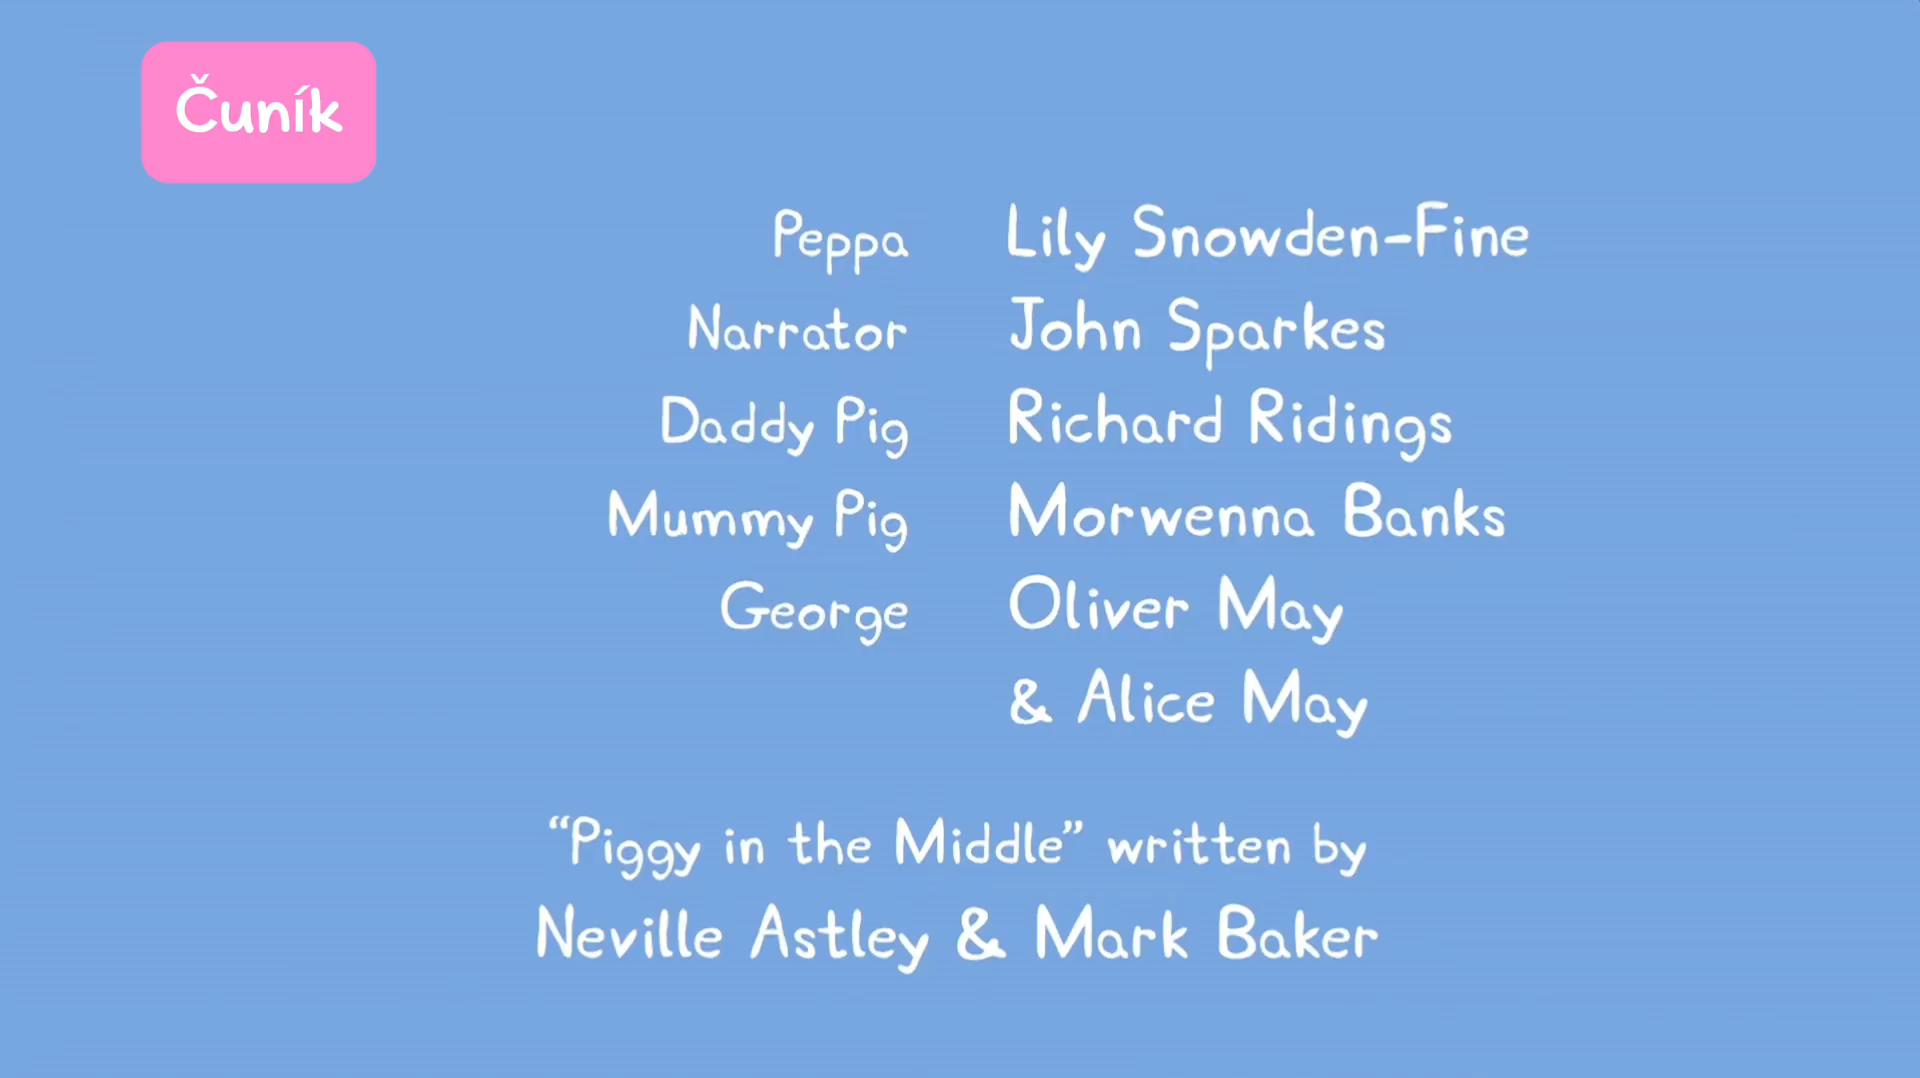 Čuník
Peppa Lily Snowden-Fine
Narrator John Sparkes
Daddy Pig Richard Ridings
Mummy Pig Morwenna Banks
George Oliver May
& Alice May
“Piggy in the Middle” written by
Neville Astley & Mark Baker